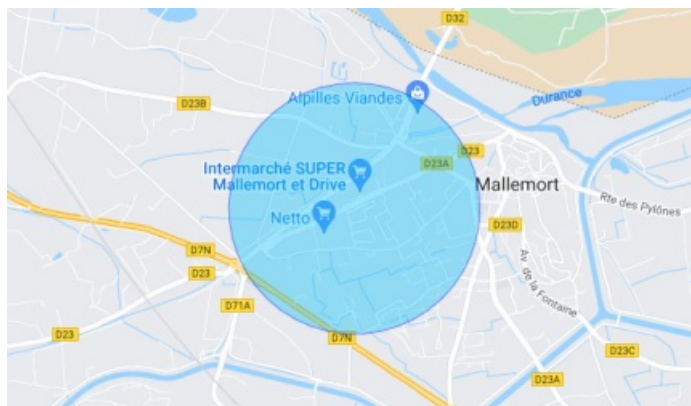 D32
Alpilles Viandes
Durance
D23B
D23
D23A
Intermarché SUPER
Mallemort et Drive
Mallemort
Rte des Pylônes
Netto
D23D
D7N
D23
Av. de la Fontaine
D71A
D23
D7N
D23C
D23A